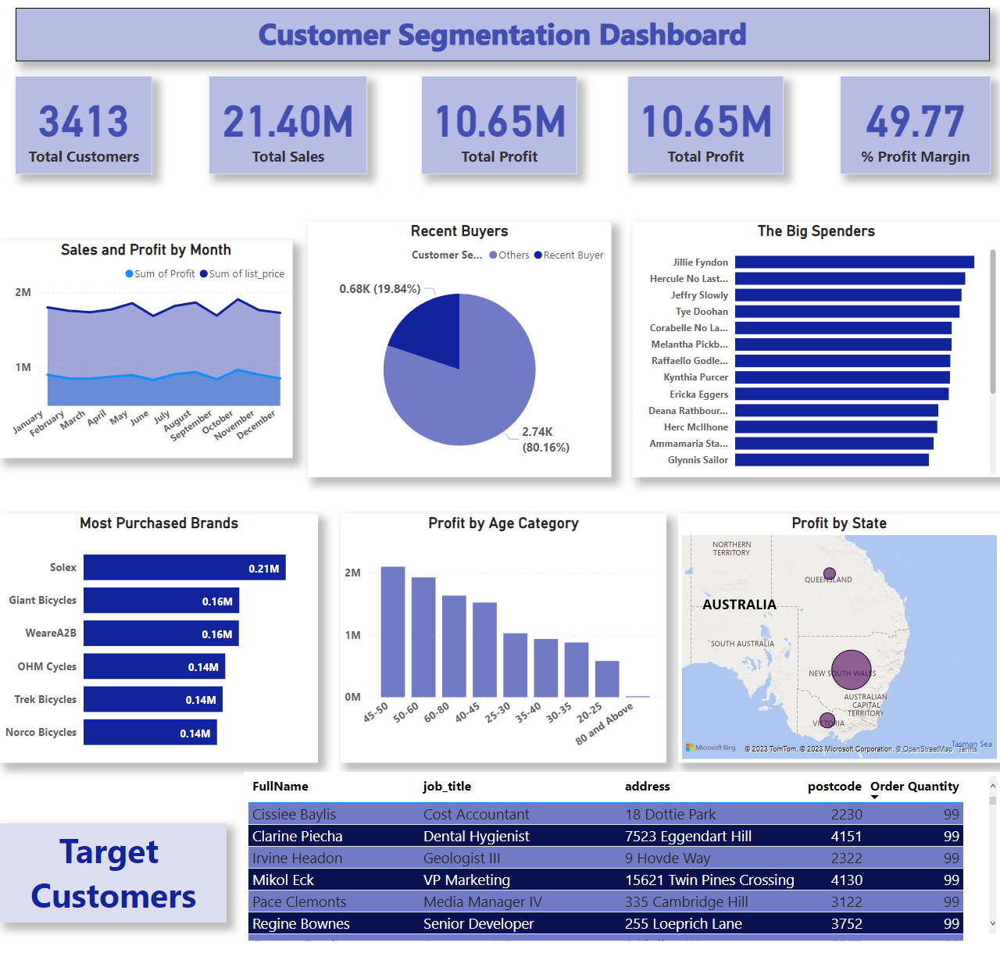 Customer Segmentation Dashboard
3413
Total Customers
21.40M
Total Sales
10.65M
Total Profit
10.65M
Total Profit
49.77
% Profit Margin
Sales and Profit by Month
Sum of Profit Sum of list_price
2M
1M
January February March April May June July August September October November December
Recent Buyers
Customer Se... Others Recent Buyer
0.68K (19.84%)
2.74K
(80.16%)
The Big Spenders
Jillie Fyndon
Hercule No Last...
Jeffry Slowly
Tye Doohan
Corabelle No La...
Melantha Pickb...
Raffaello Godle...
Kynthia Purcer
Ericka Eggers
Deana Rathbour...
Herc McIlhone
Ammamaria Sta...
Glynnis Sailor
Most Purchased Brands
Solex 0.21M
Giant Bicycles 0.16M
WeareA2B 0.16M
OHM Cycles 0.14M
Trek Bicycles 0.14M
Norco Bicycles 0.14M
Profit by Age Category
2M
1M
0M
45-50 50-60 60-80 40-45 25-30 35-40 30-35 20-25 80 and Above
Profit by State
NORTHERN
TERRITORY
QUEENSLAND
AUSTRALIA
SOUTH AUSTRALIA
NEW SOUTH WALES
AUSTRALIAN
CAPITAL
TERRITORY
VICTORIA
Tasman Sea
Microsoft Bing
© 2023 TomTom, © 2023 Microsoft Corporation, © OpenStreetMap Terms
Target
Customers
FullName job_title address postcode Order Quantity
Cissiee Baylis Cost Accountant 18 Dottie Park 2230 99
Clarine Piecha Dental Hygienist 7523 Eggendart Hill 4151 99
Irvine Headon Geologist III 9 Hovde Way 2322 99
Mikol Eck VP Marketing 15621 Twin Pines Crossing 4130 99
Pace Clemonts Media Manager IV 335 Cambridge Hill 3122 99
Regine Bownes Senior Developer 255 Loeprich Lane 3752 99